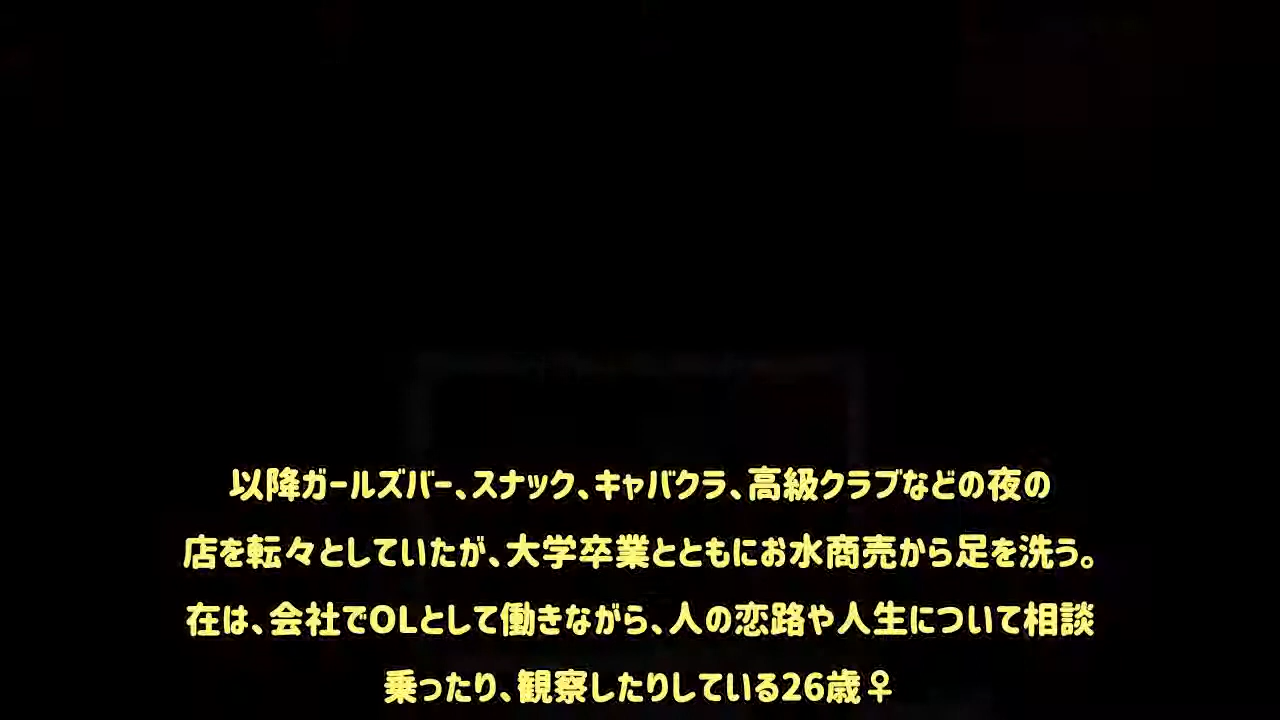 以降ガールズバー、スナック、キャバクラ、高級クラブなどの夜の
店を転々としていたが、大学卒業とともにお水商売から足を洗う。
在は、会社でOLとして働きながら、人の恋路や人生について相談
乗ったり、観察したりしている26歳♀